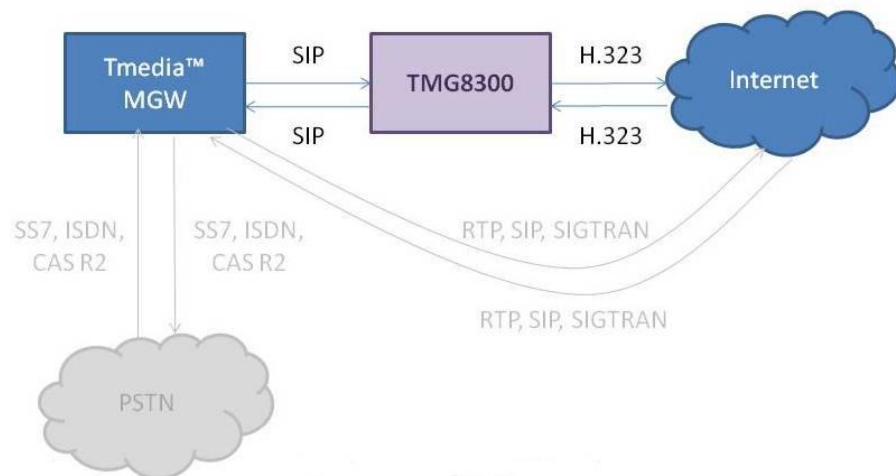 SIP
H.323
Tmedia™
MGW
TMG8300
Internet
SIP
H.323
SS7, ISDN,
CAS R2
SS7, ISDN,
CAS R2
RTP, SIP, SIGTRAN
RTP, SIP, SIGTRAN
PSTN